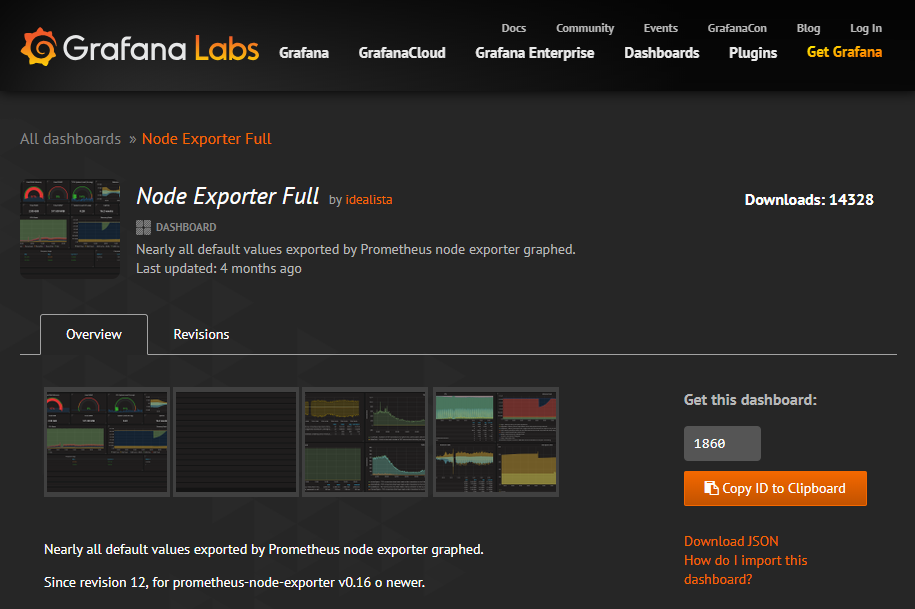 Docs Community Events GrafanaCon Blog Log In
Grafana Labs Grafana GrafanaCloud Grafana Enterprise Dashboards Plugins Get Grafana
All dashboards » Node Exporter Full
Node Exporter Full by idealista
Downloads: 14328
DASHBOARD
Nearly all default values exported by Prometheus node exporter graphed.
Last updated: 4 months ago
Overview Revisions
Get this dashboard:
1860
Copy ID to Clipboard
Download JSON
How do I import this
dashboard?
Nearly all default values exported by Prometheus node exporter graphed.
Since revision 12, for prometheus-node-exporter v0.16 o newer.